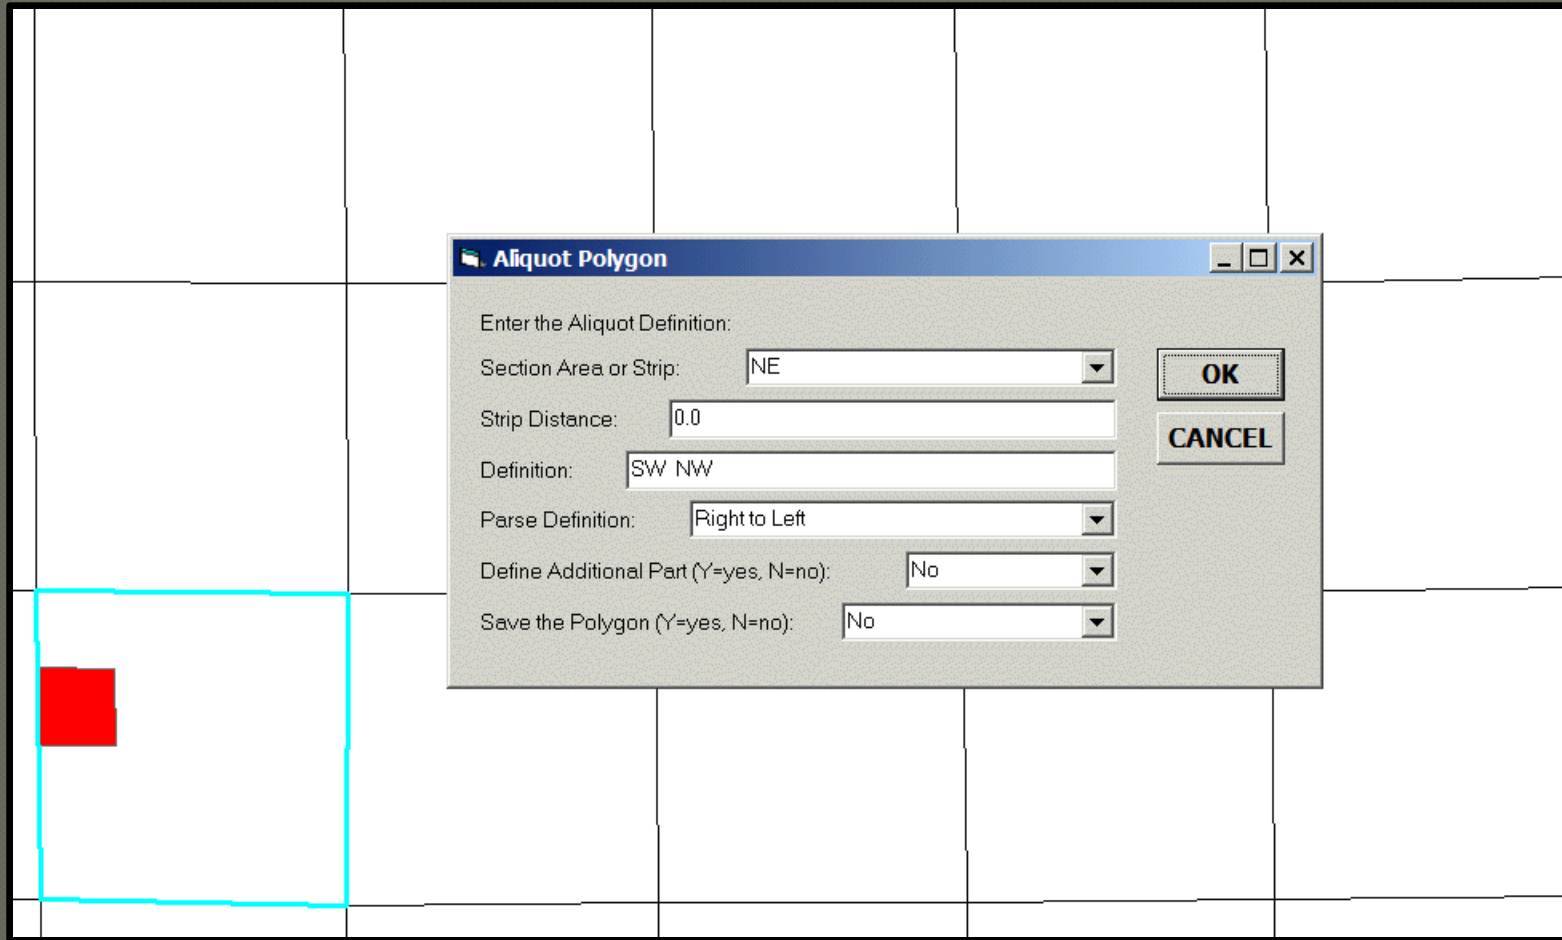 Aliquot Polygon
Enter the Aliquot Definition:
Section Area or Strip: NE
OK
Strip Distance: 0.0
CANCEL
Definition: SW NW
Parse Definition: Right to Left
Define Additional Part (Y=yes, N=no): No
Save the Polygon (Y=yes, N=no): No